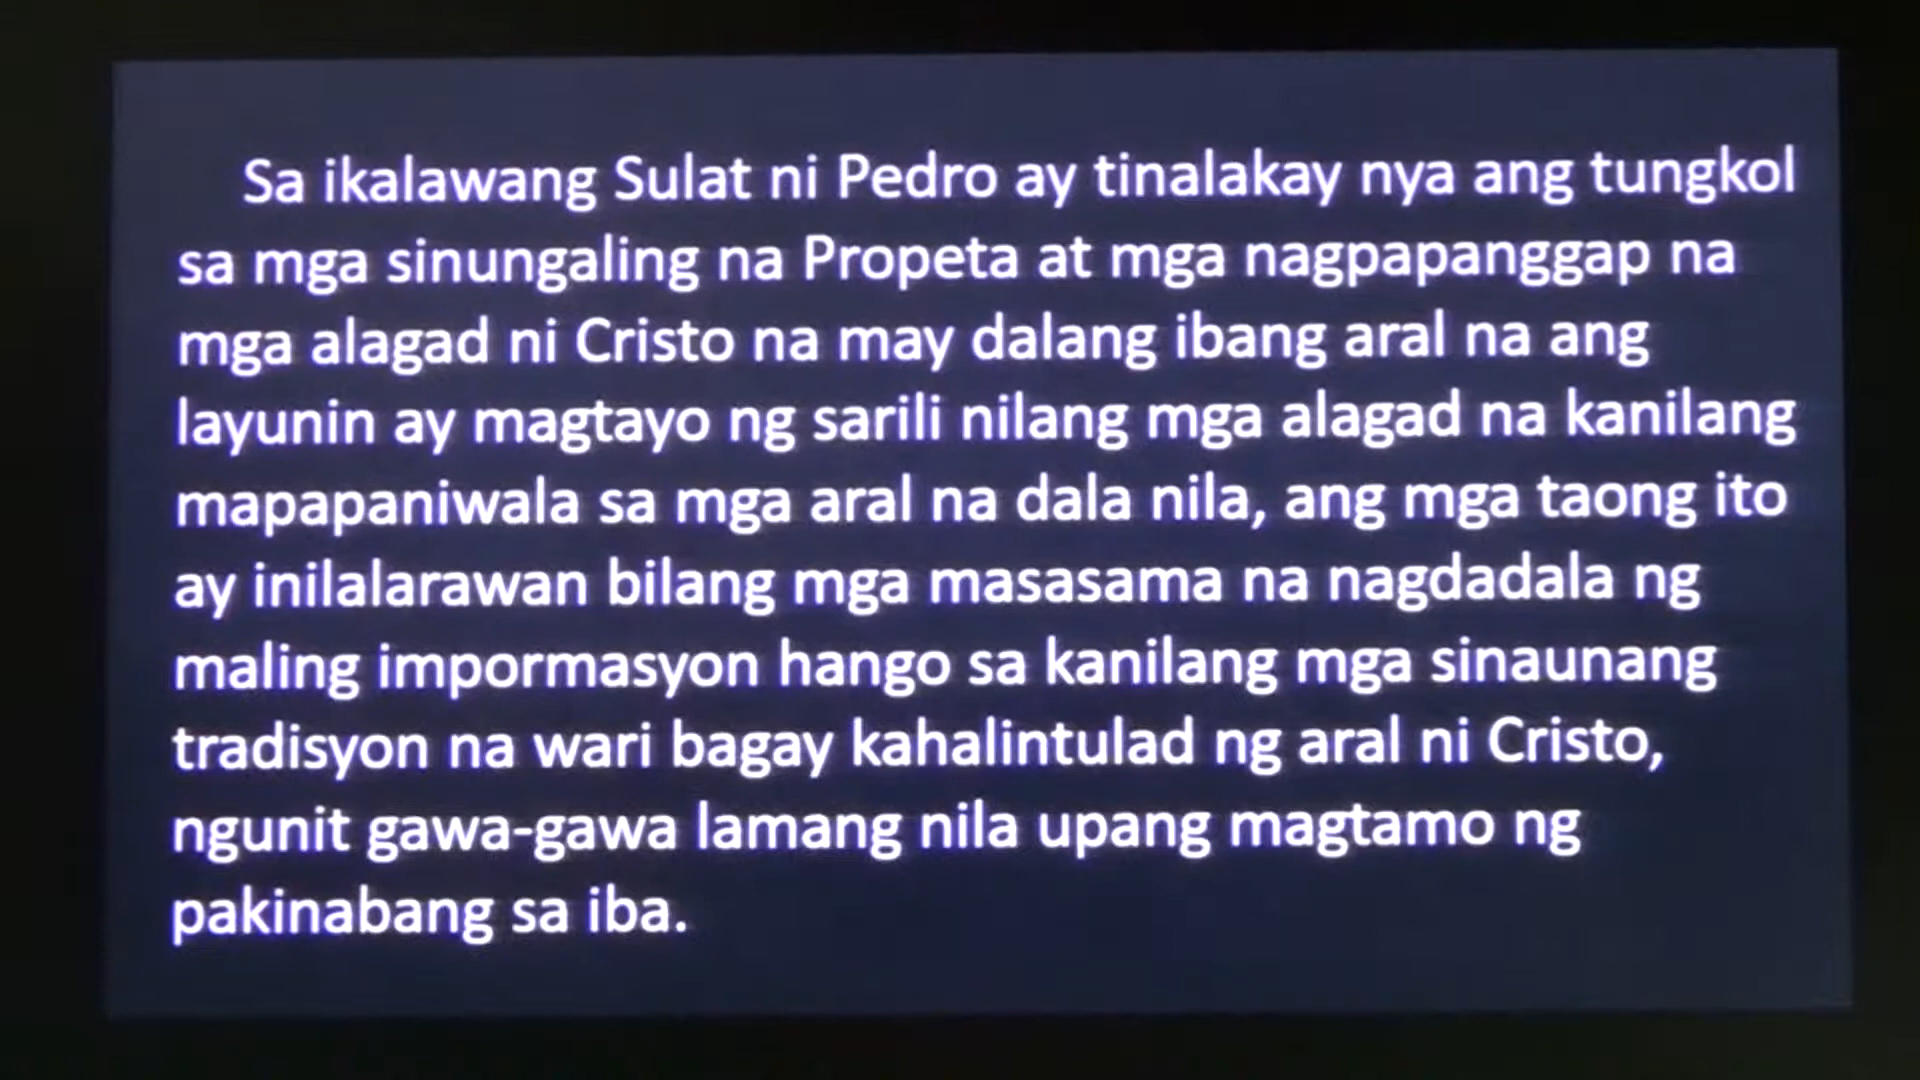 Sa ikalawang Sulat ni Pedro ay tinalakay nya ang tungkol
sa mga sinungaling na Propeta at mga nagpapanggap na
mga alagad ni Cristo na may dalang ibang aral na ang
layunin ay magtayo ng sarili nilang mga alagad na kanilang
mapapaniwala sa mga aral na dala nila, ang mga taong ito
ay inilalarawan bilang mga masasama na nagdadala ng
maling impormasyon hango sa kanilang mga sinaunang
tradisyon na wari bagay kahalintulad ng aral ni Cristo,
ngunit gawa-gawa lamang nila upang magtamo ng
pakinabang sa iba.